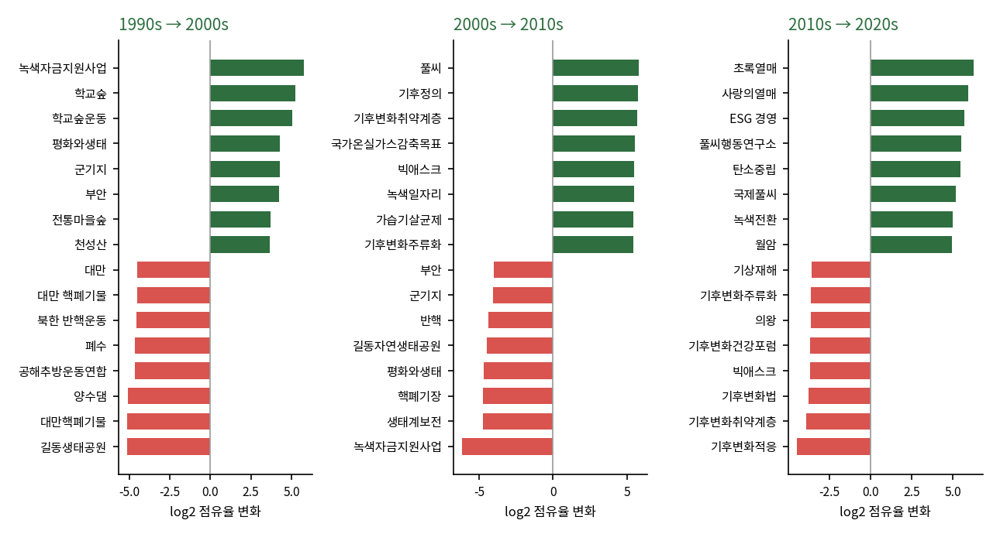 1990s → 2000s
녹색자금지원사업
학교숲
학교숲운동
평화와생태
군기지
부안
전통마을숲
천성산
대만
대만 핵폐기물
북한 반핵운동
폐수
공해추방운동연합
양수댐
대만핵폐기물
길동생태공원
-5.0 -2.5 0.0 2.5 5.0
log2 점유율 변화
2000s → 2010s
풀씨
기후정의
기후변화취약계층
국가온실가스감축목표
빅애스크
녹색일자리
가습기살균제
기후변화주류화
부안
군기지
반핵
길동자연생태공원
평화와생태
핵폐기장
생태계보전
녹색자금지원사업
-5 0 5
log2 점유율 변화
2010s → 2020s
초록열매
사랑의열매
ESG 경영
풀씨행동연구소
탄소중립
국제풀씨
녹색전환
월암
기상재해
기후변화주류화
의왕
기후변화건강포럼
빅애스크
기후변화법
기후변화취약계층
기후변화적응
-2.5 0.0 2.5 5.0
log2 점유율 변화